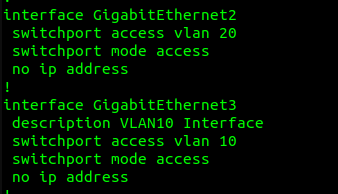 !
interface GigabitEthernet2
 switchport access vlan 20
 switchport mode access
 no ip address
!
interface GigabitEthernet3
 description VLAN10 Interface
 switchport access vlan 10
 switchport mode access
 no ip address
!